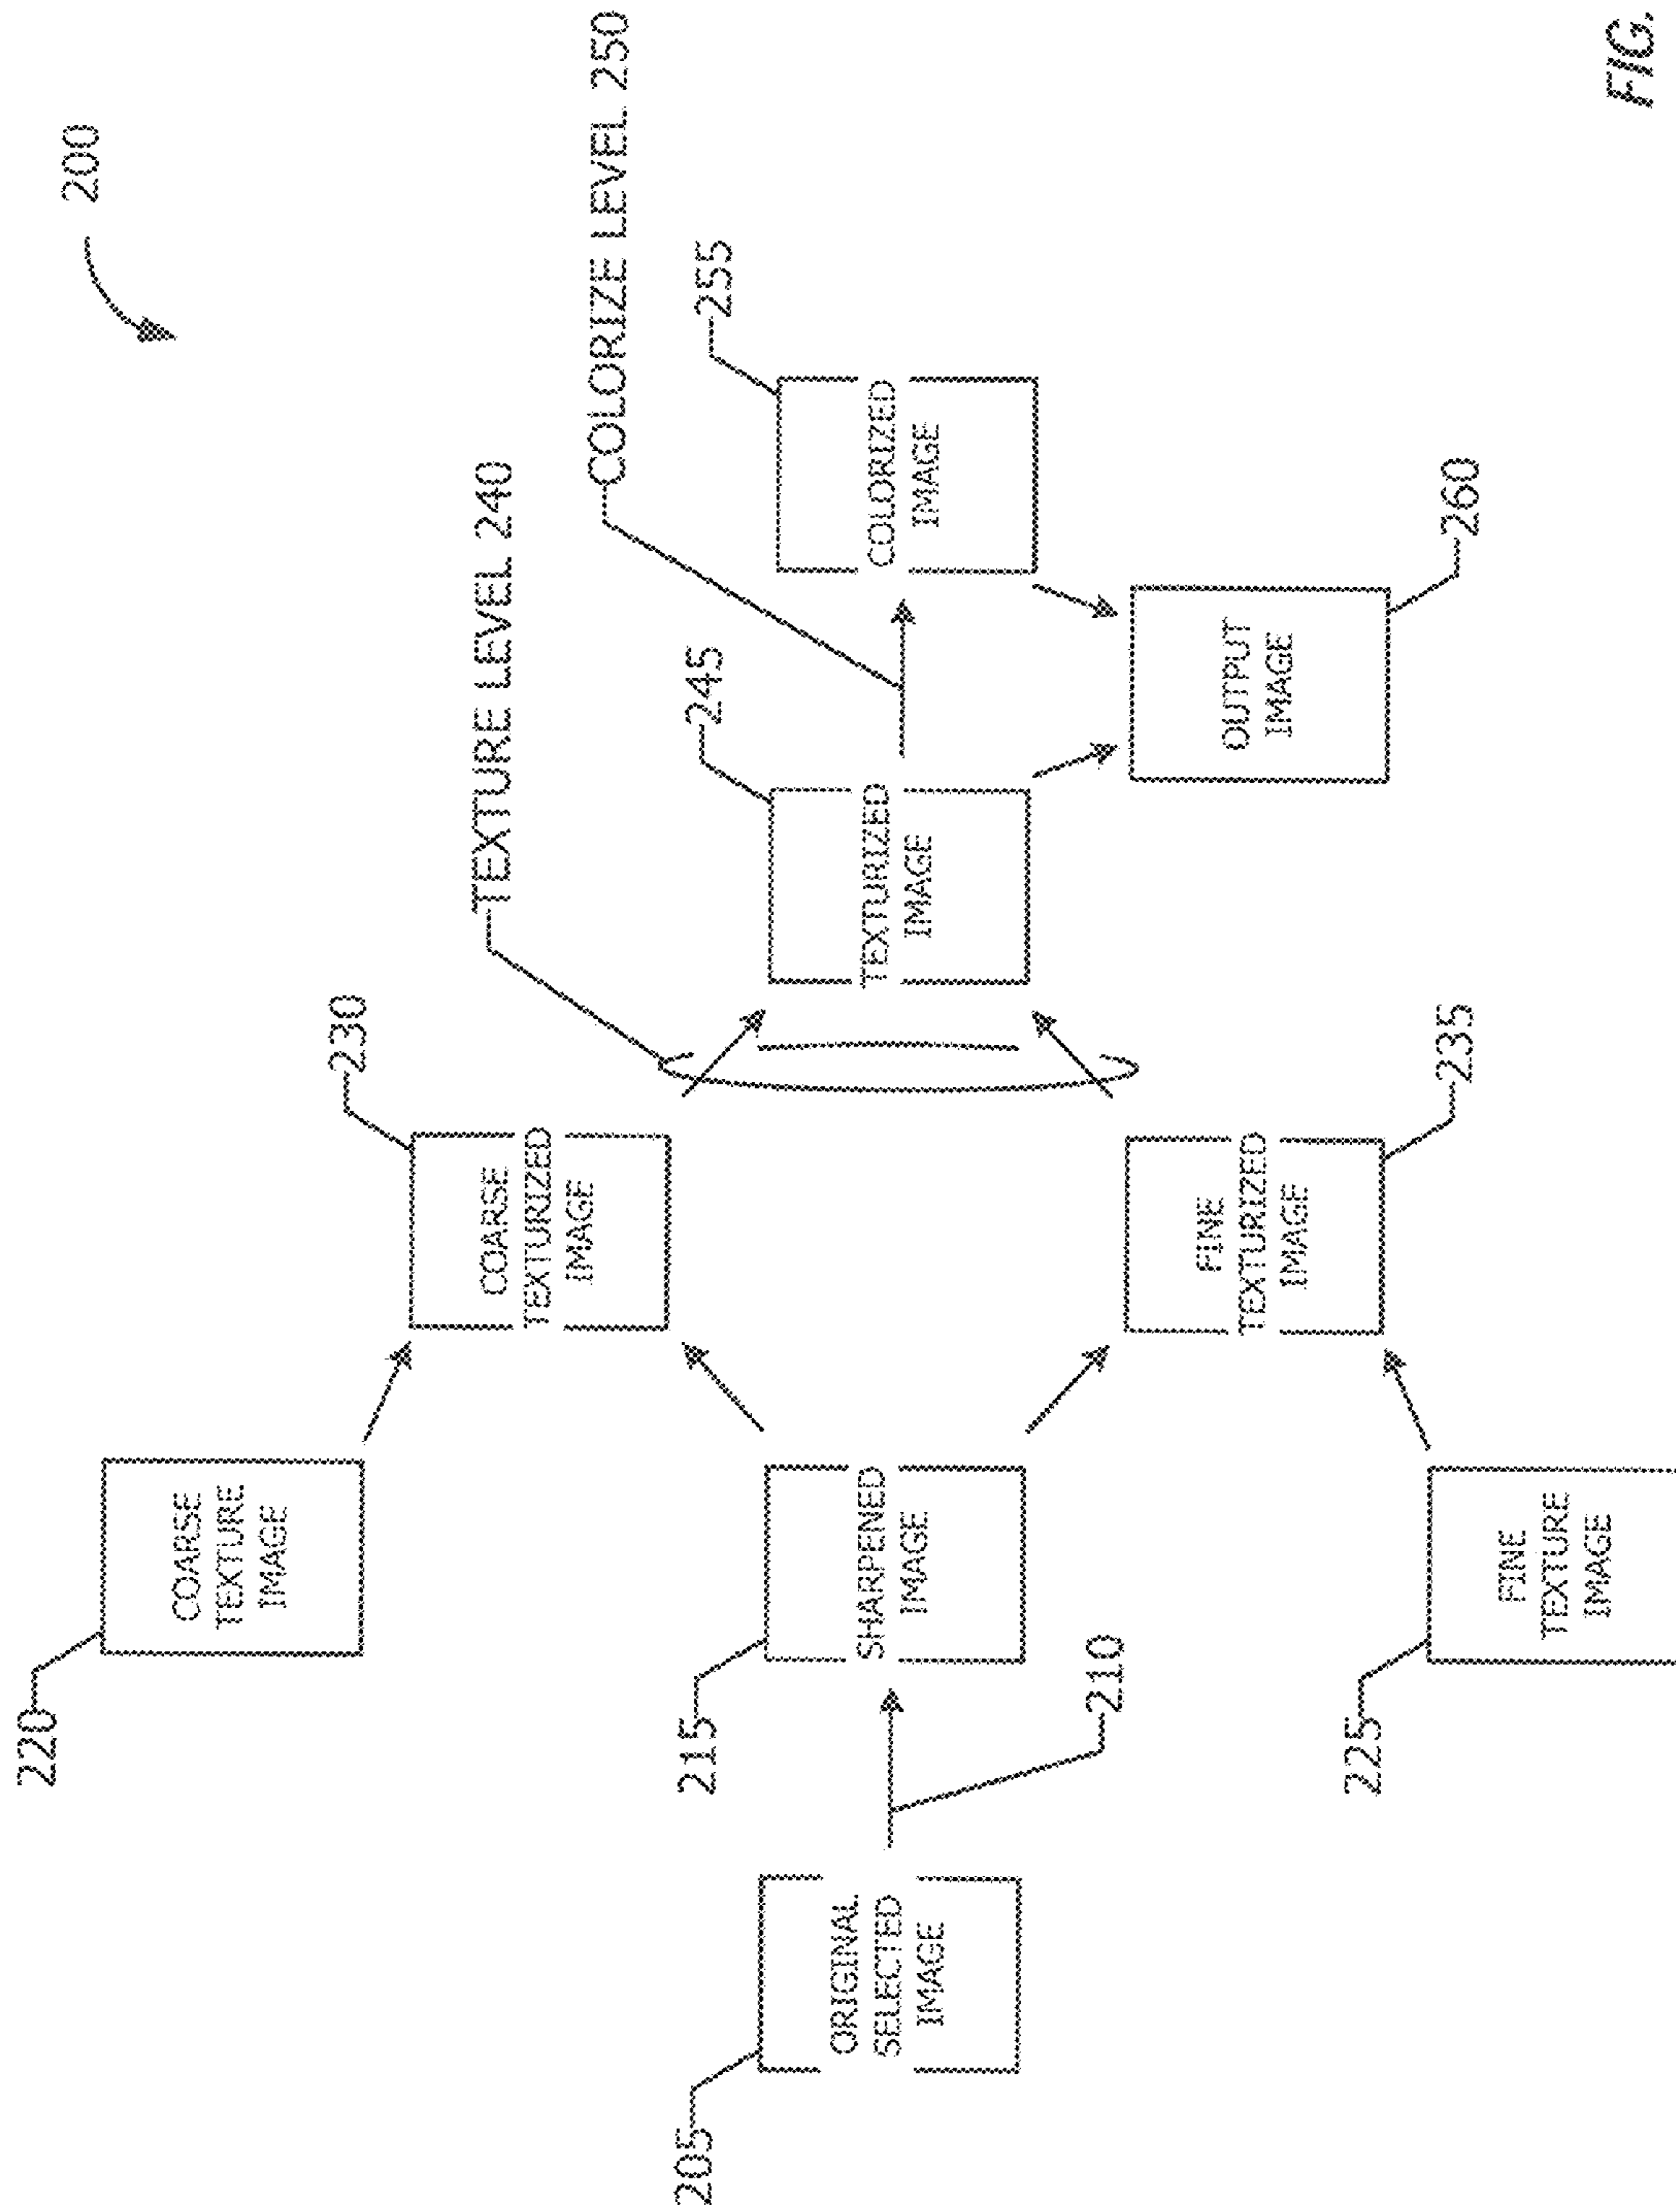 200
220
COARSE
TEXTURE
IMAGE
230
COARSE
TEXTURIZED
IMAGE
TEXTURE LEVEL 240
COLORIZE LEVEL 250
205
ORIGINAL
SELECTED
IMAGE
210
215
SHARPENED
IMAGE
245
TEXTURIZED
IMAGE
255
COLORIZED
IMAGE
225
FINE
TEXTURE
IMAGE
235
FINE
TEXTURIZED
IMAGE
OUTPUT
IMAGE
260
FIG.